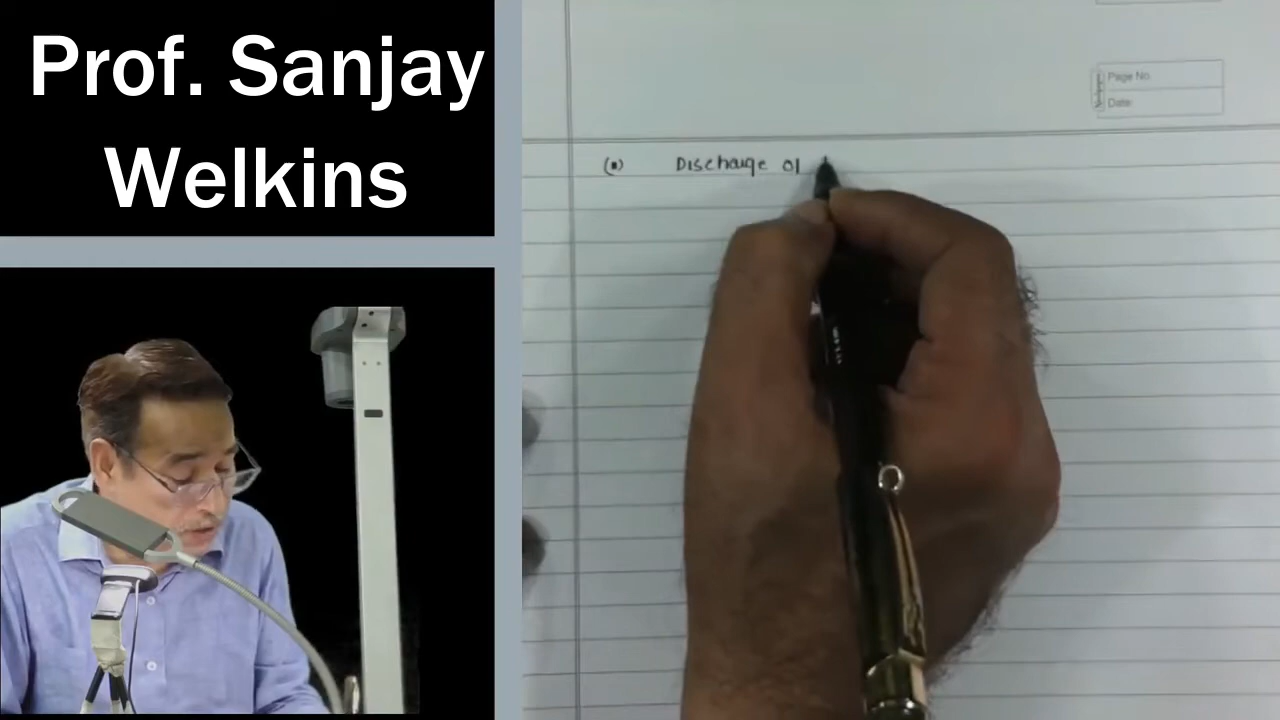 Prof. Sanjay
Welkins
Page No.
Date:
Discharge of